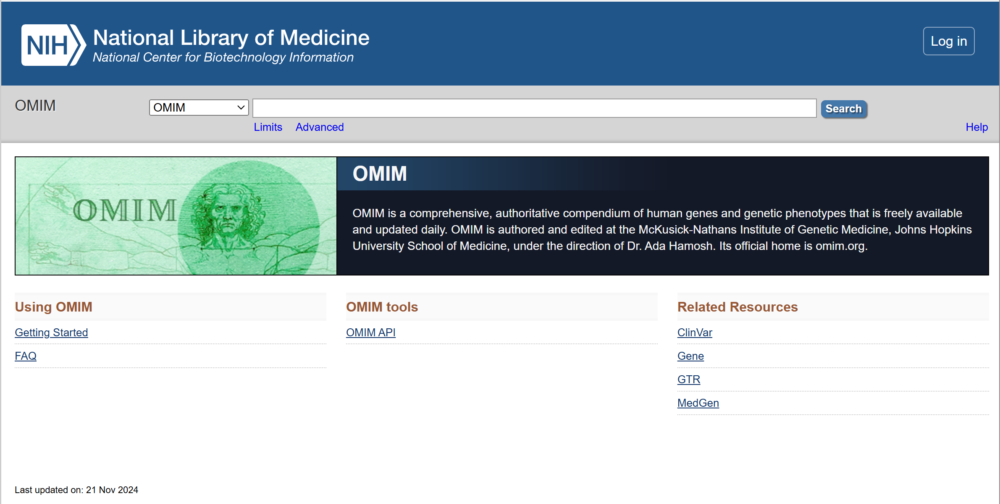 NIH
National Library of Medicine
National Center for Biotechnology Information
Log in
OMIM
OMIM
Search
Limits
Advanced
Help
OMIM
OMIM
OMIM is a comprehensive, authoritative compendium of human genes and genetic phenotypes that is freely available
and updated daily. OMIM is authored and edited at the McKusick-Nathans Institute of Genetic Medicine, Johns Hopkins
University School of Medicine, under the direction of Dr. Ada Hamosh. Its official home is omim.org.
Using OMIM
Getting Started
FAQ
OMIM tools
OMIM API
Related Resources
ClinVar
Gene
GTR
MedGen
Last updated on: 21 Nov 2024